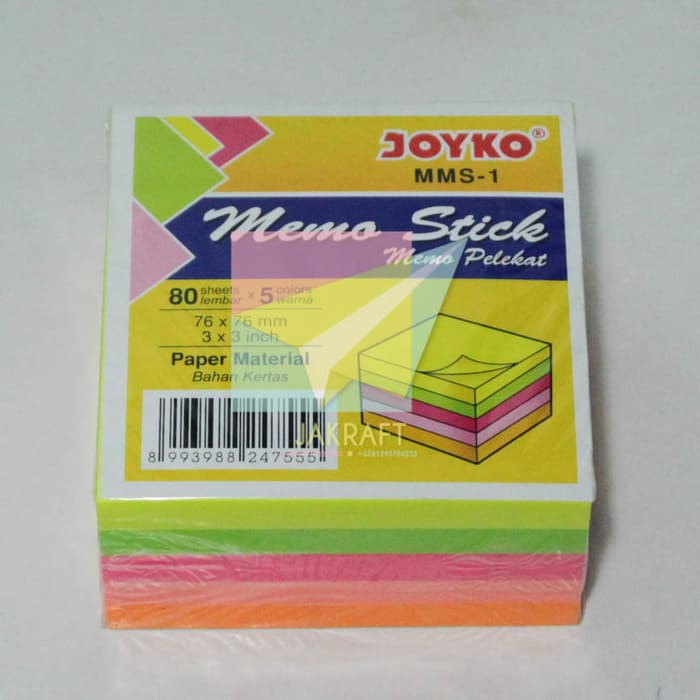 JOYKO®
MMS-1
Memo Stick
Memo Pelekat
80 sheets lembar x 5 colors warna
76 x 76 mm
3 x 3 inch
Paper Material
Bahan Kertas
8 993988 247555
JAKRAFT